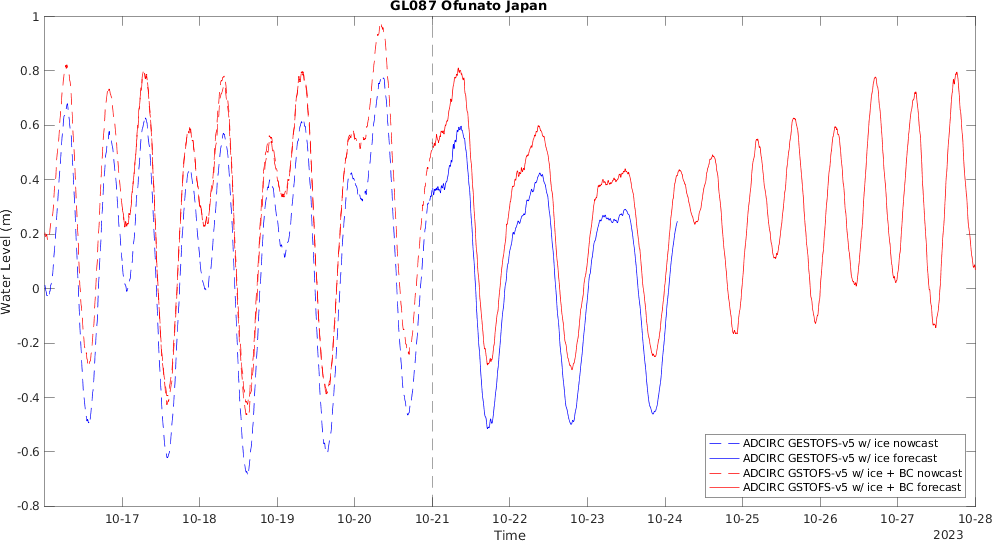 GL087 Ofunato Japan
1
0.8
0.6
0.4
0.2
0
-0.2
-0.4
-0.6
-0.8
Water Level (m)
ADCIRC GESTOFS-v5 w/ ice nowcast
ADCIRC GESTOFS-v5 w/ ice forecast
ADCIRC GSTOFS-v5 w/ ice + BC nowcast
ADCIRC GSTOFS-v5 w/ ice + BC forecast
10-17 10-18 10-19 10-20 10-21 10-22 10-23 10-24 10-25 10-26 10-27 10-28
Time
2023